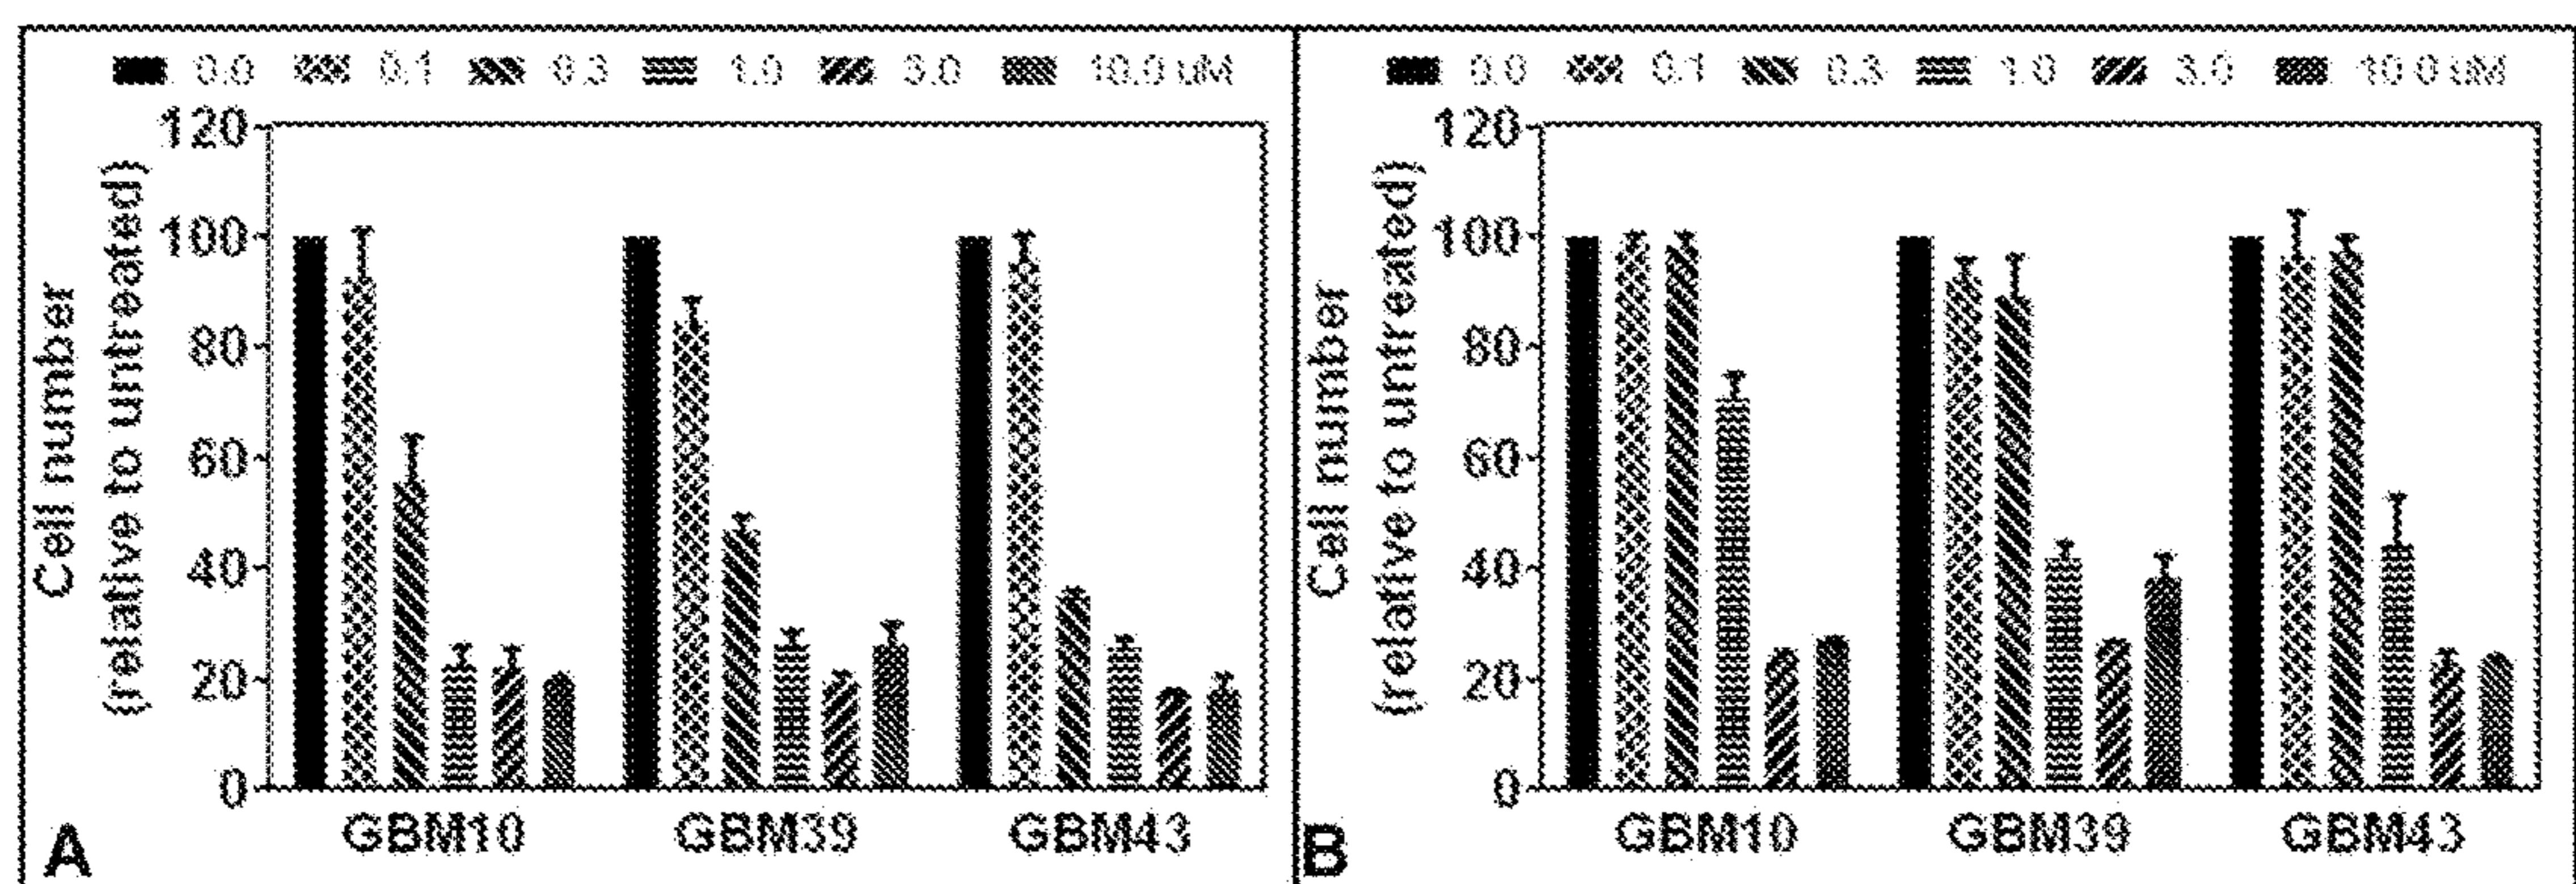 0.0 0.1 0.3 1.0 3.0 10.0 uM
120
100
80
60
40
20
0
Cell number
(relative to untreated)
GBM10 GBM39 GBM43
A
0.0 0.1 0.3 1.0 3.0 10.0 uM
120
100
80
60
40
20
0
Cell number
(relative to untreated)
GBM10 GBM39 GBM43
B